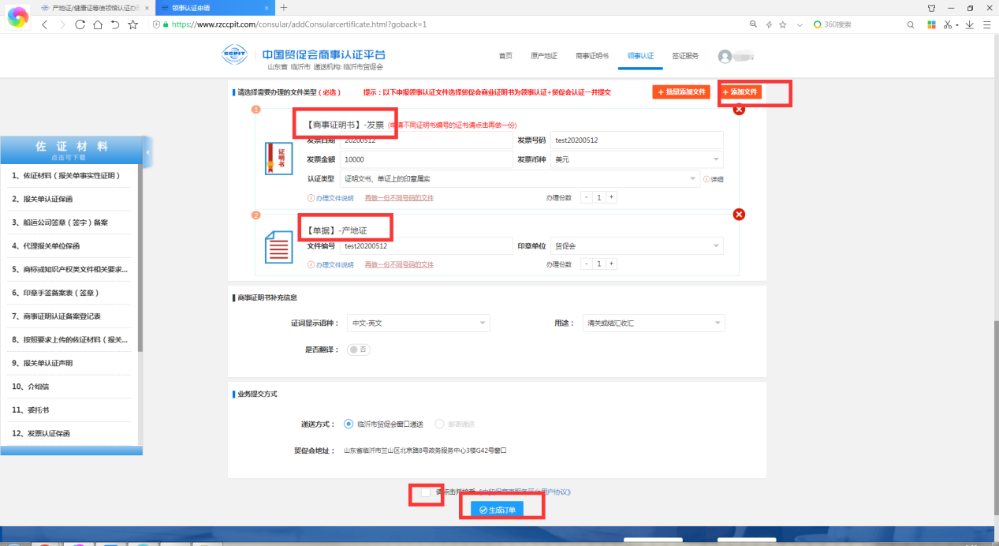 产地证/健康证等使领馆认证办
领事认证申请
https://www.rzccpit.com/consular/addConsularcertificate.html?goback=1
360搜索
CCPIT
中国贸促会商事认证平台
山东省 临沂市 递送机构: 临沂市贸促会
首页
原产地证
商事证明书
领事认证
签证服务
请选择需要办理的文件类型 ( 必选 )
提示：以下申报领事认证文件选择贸促会商业证明书为领事认证+贸促会认证一并提交
+ 批量添加文件
+ 添加文件
1
【商事证明书】-发票
(申请不同证明书编号的证书请点击再做一份)
证明书
发票日期
20200512
发票号码
test20200512
发票金额
10000
发票币种
美元
认证类型
证明文书、单证上的印章属实
详细
办理文件说明
再做一份不同号码的文件
办理份数
- 1 +
2
【单据】-产地证
文件编号
test20200512
印章单位
贸促会
办理文件说明
再做一份不同号码的文件
办理份数
- 1 +
商事证明书补充信息
证词显示语种：
中文-英文
用途：
清关或结汇收汇
是否翻译：
否
业务提交方式
递送方式：
临沂市贸促会窗口递送
邮寄递送
贸促会地址：
山东省临沂市兰山区北京路8号政务服务中心3楼G42号窗口
请点击并接受《中贸促商事服务平台用户协议》
生成订单
佐 证 材 料
点击可下载
1、佐证材料（报关单事实性证明）
2、报关单认证保函
3、船运公司签章（签字）备案
4、代理报关单位保函
5、商标或知识产权类文件相关要求...
6、印章手签备案表（签章）
7、商事证明认证备案登记表
8、按照要求上传的佐证材料（报关...
9、报关单认证声明
10、介绍信
11、委托书
12、发票认证保函